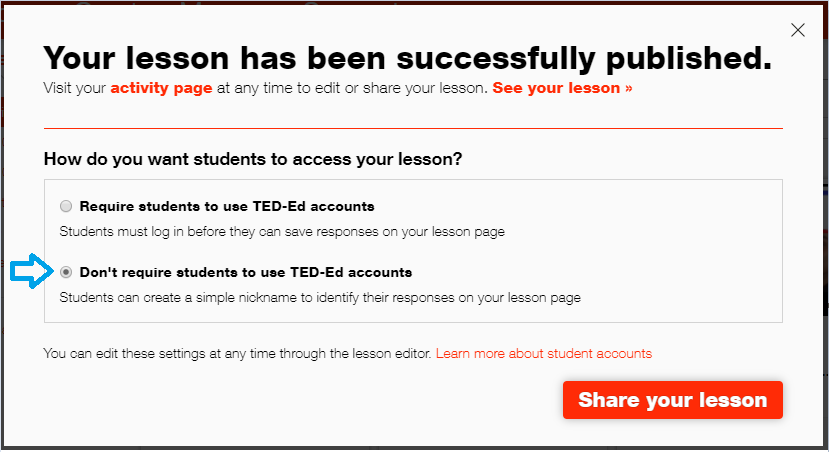 Your lesson has been successfully published.
Visit your activity page at any time to edit or share your lesson. See your lesson »
How do you want students to access your lesson?
Require students to use TED-Ed accounts
Students must log in before they can save responses on your lesson page
Don't require students to use TED-Ed accounts
Students can create a simple nickname to identify their responses on your lesson page
You can edit these settings at any time through the lesson editor. Learn more about student accounts
Share your lesson